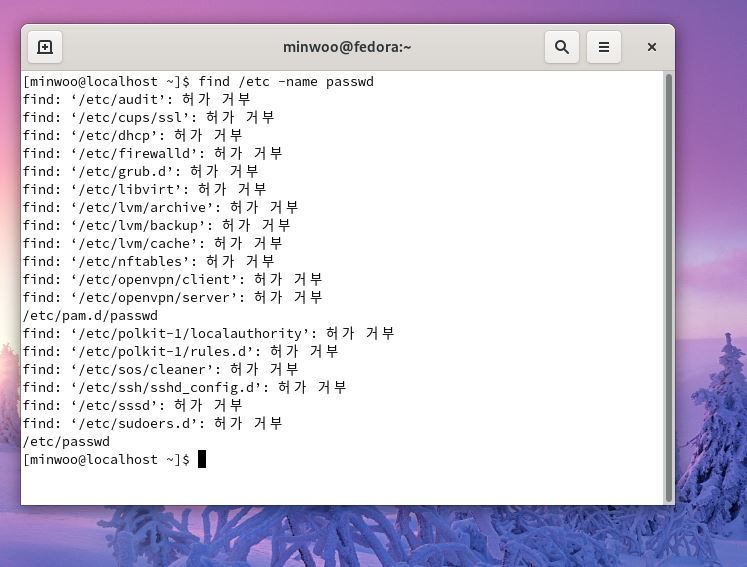 minwoo@fedora:~
[minwoo@localhost ~]$ find /etc -name passwd
find: ‘/etc/audit’: 허가 거부
find: ‘/etc/cups/ssl’: 허가 거부
find: ‘/etc/dhcp’: 허가 거부
find: ‘/etc/firewalld’: 허가 거부
find: ‘/etc/grub.d’: 허가 거부
find: ‘/etc/libvirt’: 허가 거부
find: ‘/etc/lvm/archive’: 허가 거부
find: ‘/etc/lvm/backup’: 허가 거부
find: ‘/etc/lvm/cache’: 허가 거부
find: ‘/etc/nftables’: 허가 거부
find: ‘/etc/openvpn/client’: 허가 거부
find: ‘/etc/openvpn/server’: 허가 거부
/etc/pam.d/passwd
find: ‘/etc/polkit-1/localauthority’: 허가 거부
find: ‘/etc/polkit-1/rules.d’: 허가 거부
find: ‘/etc/sos/cleaner’: 허가 거부
find: ‘/etc/ssh/sshd_config.d’: 허가 거부
find: ‘/etc/sssd’: 허가 거부
find: ‘/etc/sudoers.d’: 허가 거부
/etc/passwd
[minwoo@localhost ~]$